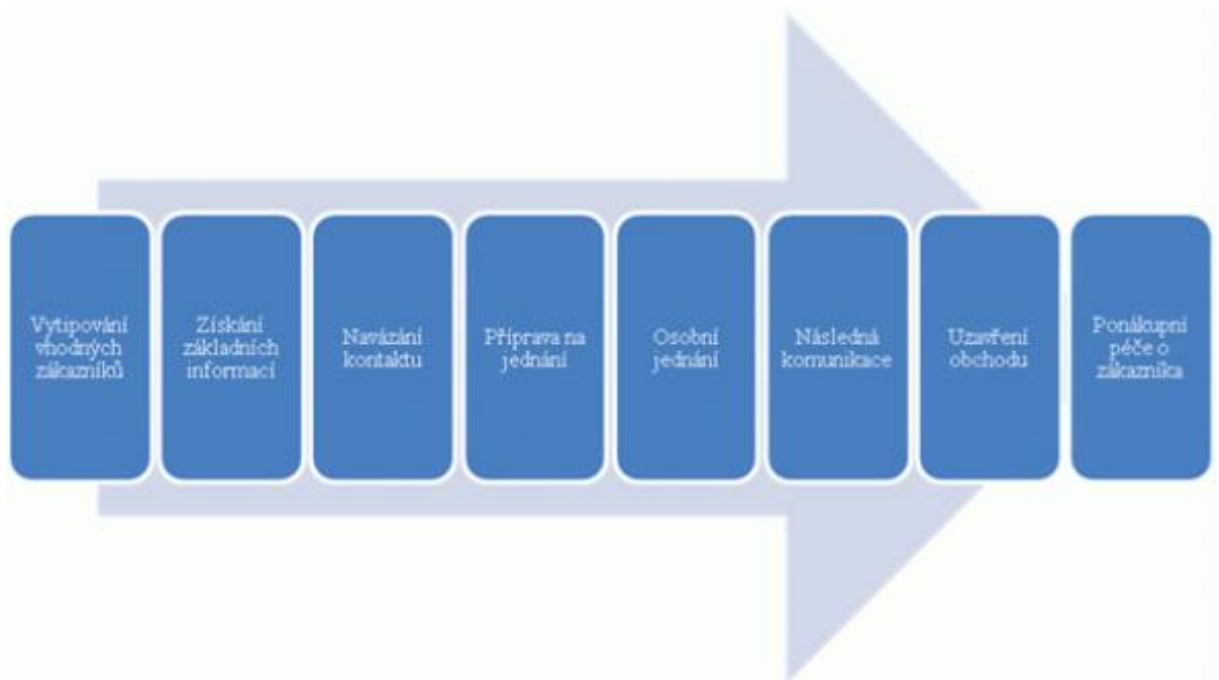 Vytipování
vhodných
zákazníků
Získání
základních
informací
Navázání
kontaktu
Příprava na
jednání
Osobní
jednání
Následná
komunikace
Uzavření
obchodu
Ponákupní
péče o
zákazníka